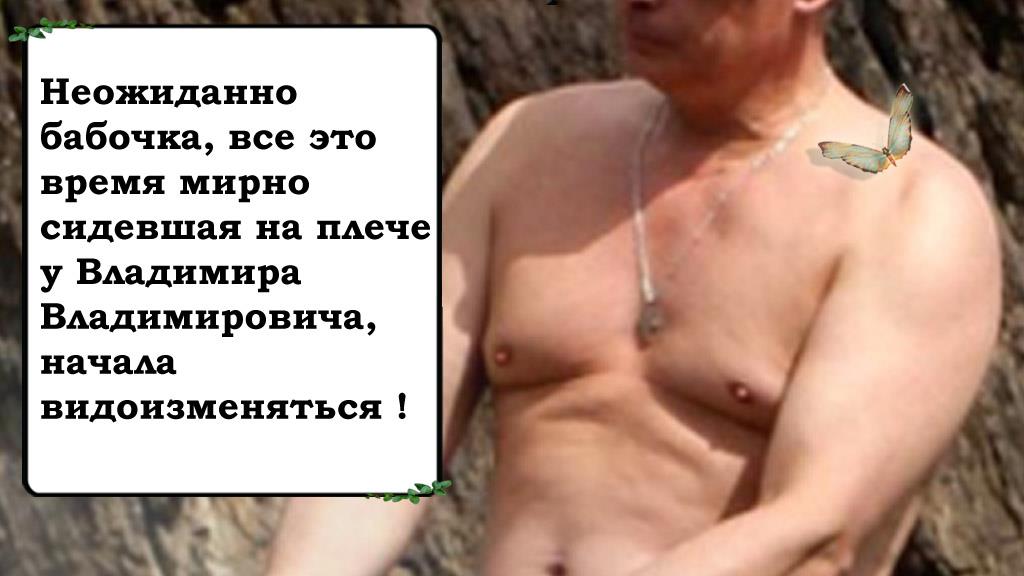 Неожиданно
бабочка, все это
время мирно
сидевшая на плече
у Владимира
Владимировича,
начала
видоизменяться !